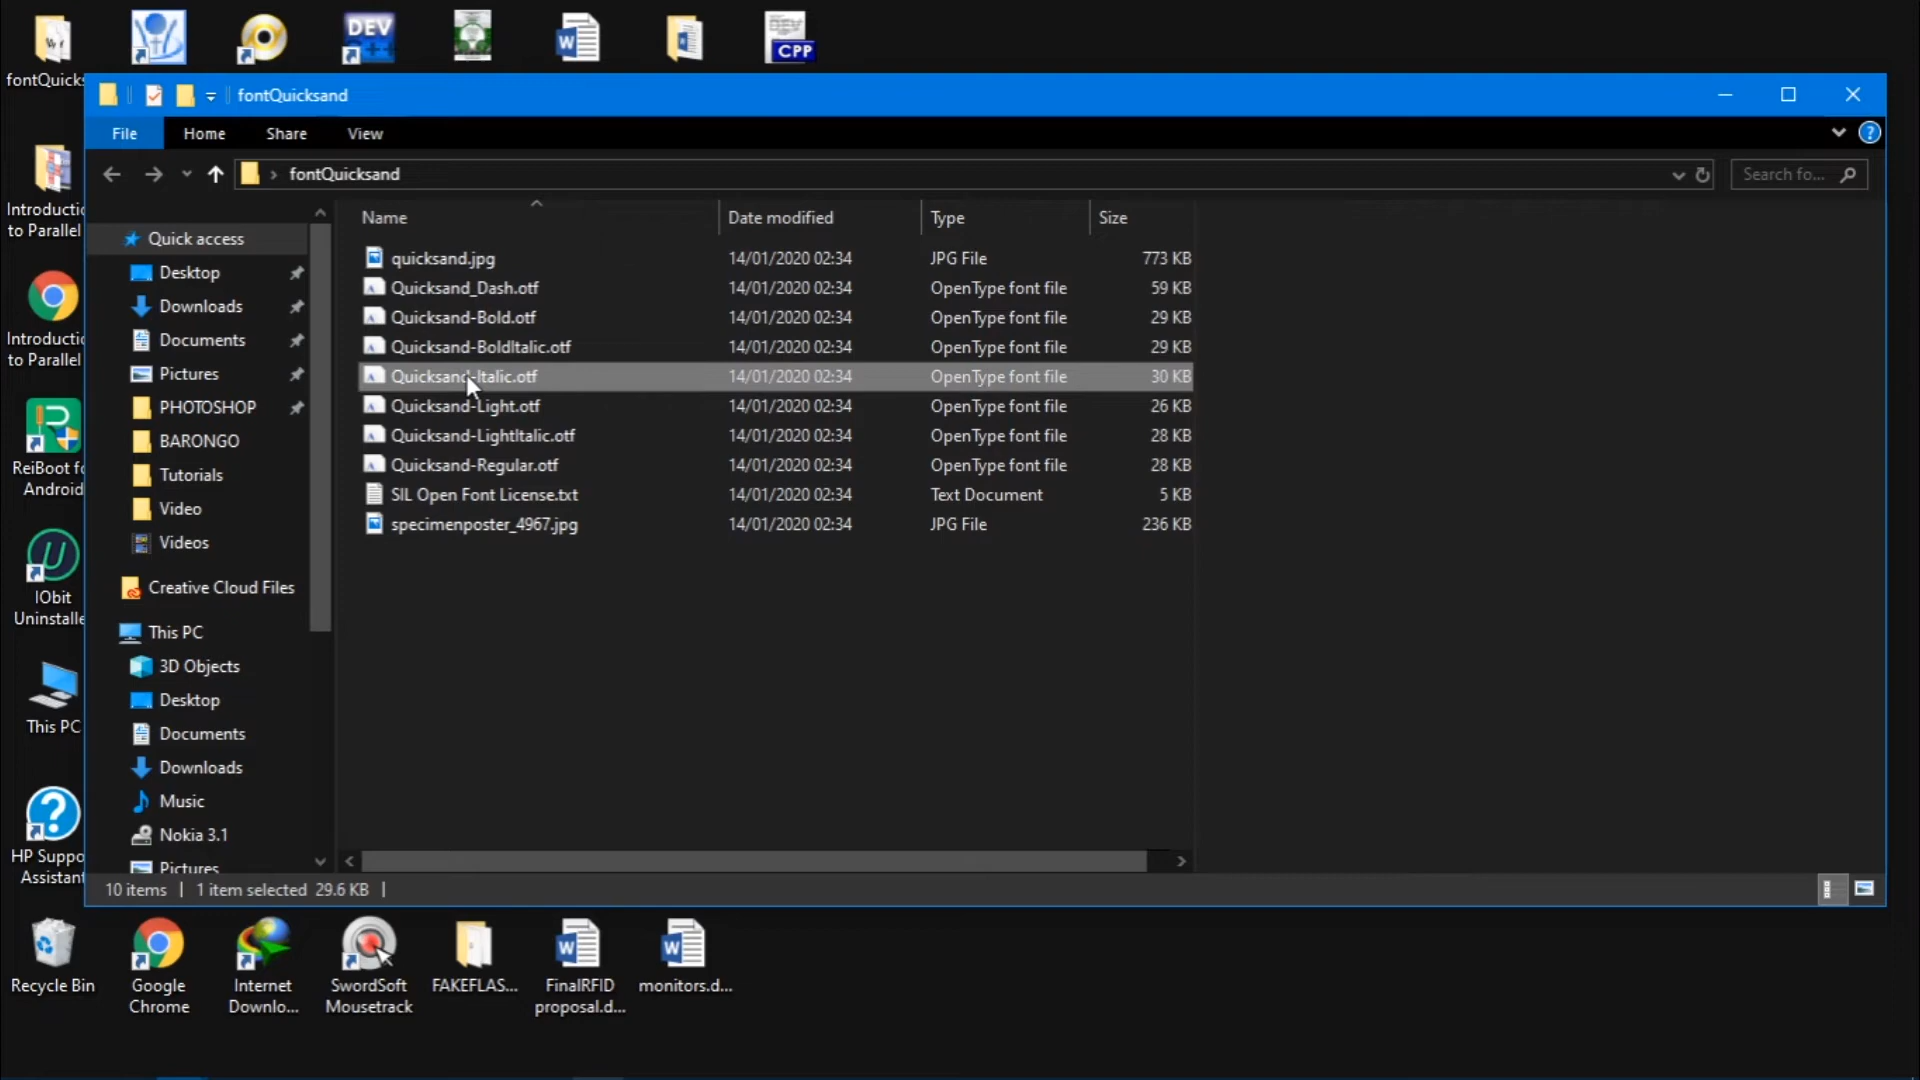 DEV
C++
W
W
CPP
fontQuicks
fontQuicksand
File Home Share View
?
fontQuicksand
Search fo...
Name Date modified Type Size
quicksand.jpg 14/01/2020 02:34 JPG File 773 KB
Quicksand_Dash.otf 14/01/2020 02:34 OpenType font file 59 KB
Quicksand-Bold.otf 14/01/2020 02:34 OpenType font file 29 KB
Quicksand-BoldItalic.otf 14/01/2020 02:34 OpenType font file 29 KB
Quicksand-Italic.otf 14/01/2020 02:34 OpenType font file 30 KB
Quicksand-Light.otf 14/01/2020 02:34 OpenType font file 26 KB
Quicksand-LightItalic.otf 14/01/2020 02:34 OpenType font file 28 KB
Quicksand-Regular.otf 14/01/2020 02:34 OpenType font file 28 KB
SIL Open Font License.txt 14/01/2020 02:34 Text Document 5 KB
specimenposter_4967.jpg 14/01/2020 02:34 JPG File 236 KB
Quick access
Desktop
Downloads
Documents
Pictures
PHOTOSHOP
BARONGO
Tutorials
Video
Videos
Creative Cloud Files
This PC
3D Objects
Desktop
Documents
Downloads
Music
Nokia 3.1
Pictures
10 items 1 item selected 29.6 KB
Introductio
to Parallel
Introductio
to Parallel
ReiBoot fo
Android
IObit
Uninstalle
This PC
HP Suppo
Assistant
Recycle Bin
Google
Chrome
Internet
Downlo...
SwordSoft
Mousetrack
FAKEFLAS...
FinalRFID
proposal.d...
monitors.d...